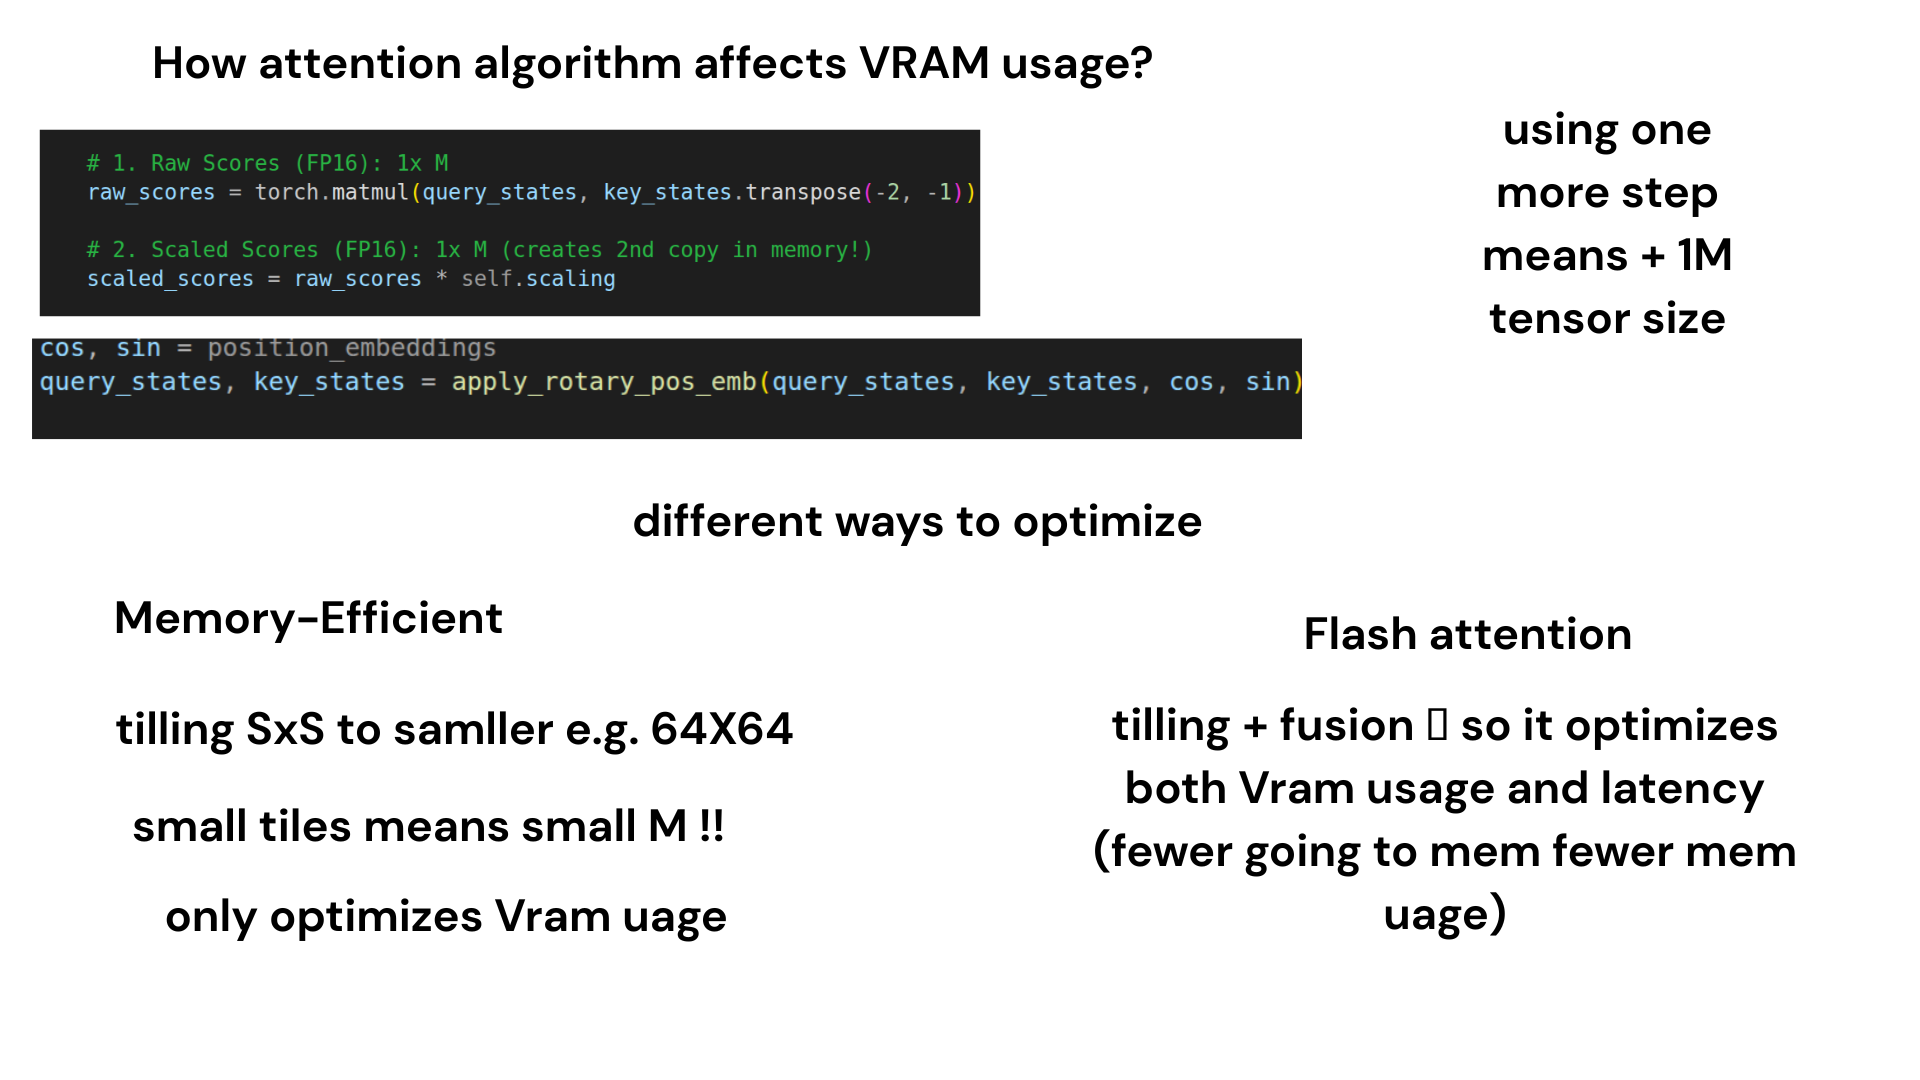 How attention algorithm affects VRAM usage?
# 1. Raw Scores (FP16): 1x M
raw_scores = torch.matmul(query_states, key_states.transpose(-2, -1))
# 2. Scaled Scores (FP16): 1x M (creates 2nd copy in memory!)
scaled_scores = raw_scores * self.scaling
cos, sin = position_embeddings
query_states, key_states = apply_rotary_pos_emb(query_states, key_states, cos, sin)
using one
more step
means + 1M
tensor size
different ways to optimize
Memory-Efficient
tilling SxS to samller e.g. 64X64
small tiles means small M !!
only optimizes Vram uage
Flash attention
tilling + fusion ▯ so it optimizes
both Vram usage and latency
(fewer going to mem fewer mem
uage)